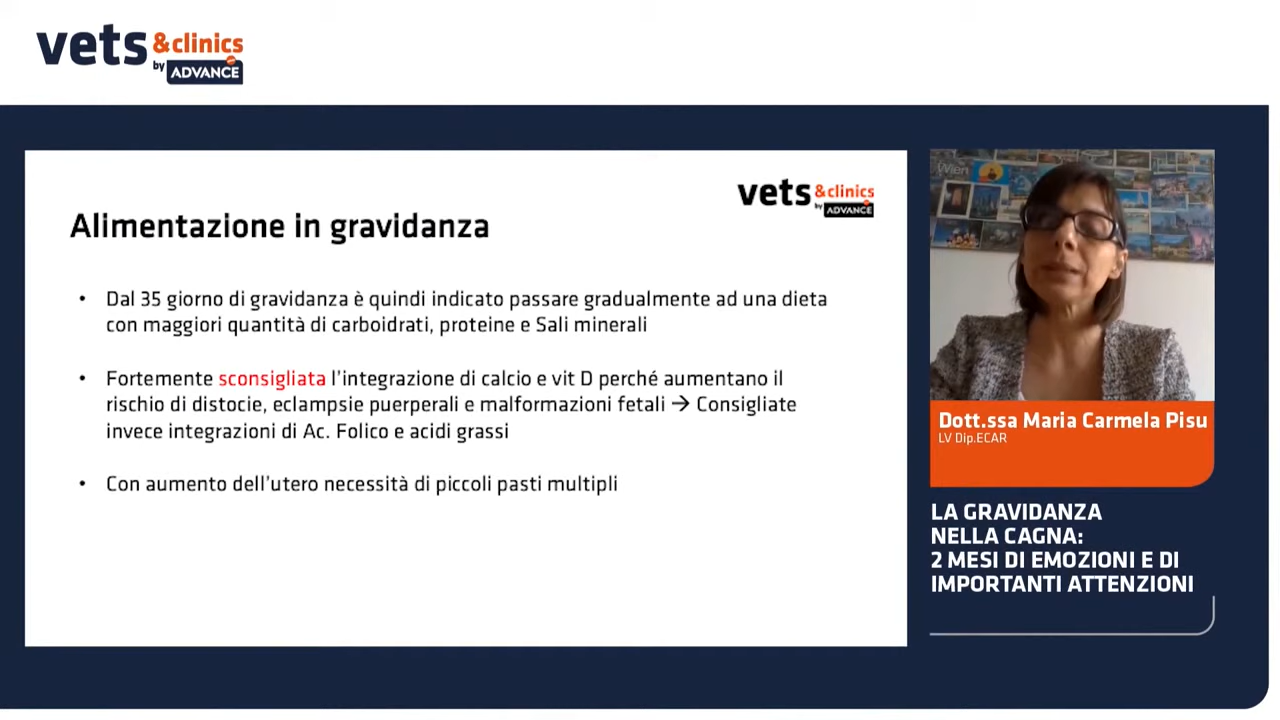 vets &clinics
by ADVANCE
vets &clinics
by ADVANCE
Alimentazione in gravidanza
• Dal 35 giorno di gravidanza è quindi indicato passare gradualmente ad una dieta
con maggiori quantità di carboidrati, proteine e Sali minerali
• Fortemente sconsigliata l'integrazione di calcio e vit D perché aumentano il
rischio di distocie, eclampsie puerperali e malformazioni fetali → Consigliate
invece integrazioni di Ac. Folico e acidi grassi
• Con aumento dell'utero necessità di piccoli pasti multipli
Wien
Dott.ssa Maria Carmela Pisu
LV Dip.ECAR
LA GRAVIDANZA
NELLA CAGNA:
2 MESI DI EMOZIONI E DI
IMPORTANTI ATTENZIONI